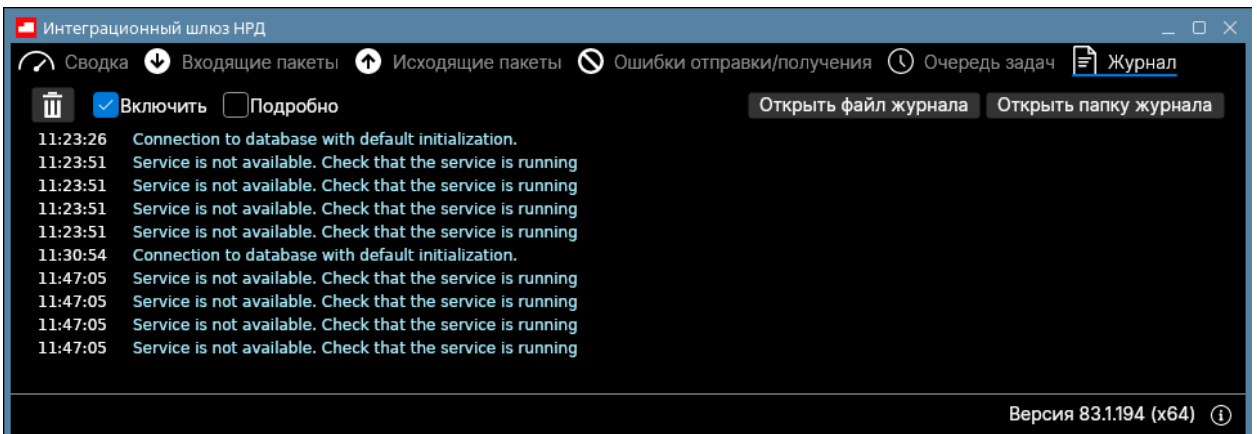 Интеграционный шлюз НРД
Сводка Входящие пакеты Исходящие пакеты Ошибки отправки/получения Очередь задач Журнал
Включить Подробно Открыть файл журнала Открыть папку журнала
11:23:26 Connection to database with default initialization.
11:23:51 Service is not available. Check that the service is running
11:23:51 Service is not available. Check that the service is running
11:23:51 Service is not available. Check that the service is running
11:23:51 Service is not available. Check that the service is running
11:30:54 Connection to database with default initialization.
11:47:05 Service is not available. Check that the service is running
11:47:05 Service is not available. Check that the service is running
11:47:05 Service is not available. Check that the service is running
11:47:05 Service is not available. Check that the service is running
Версия 83.1.194 (x64)